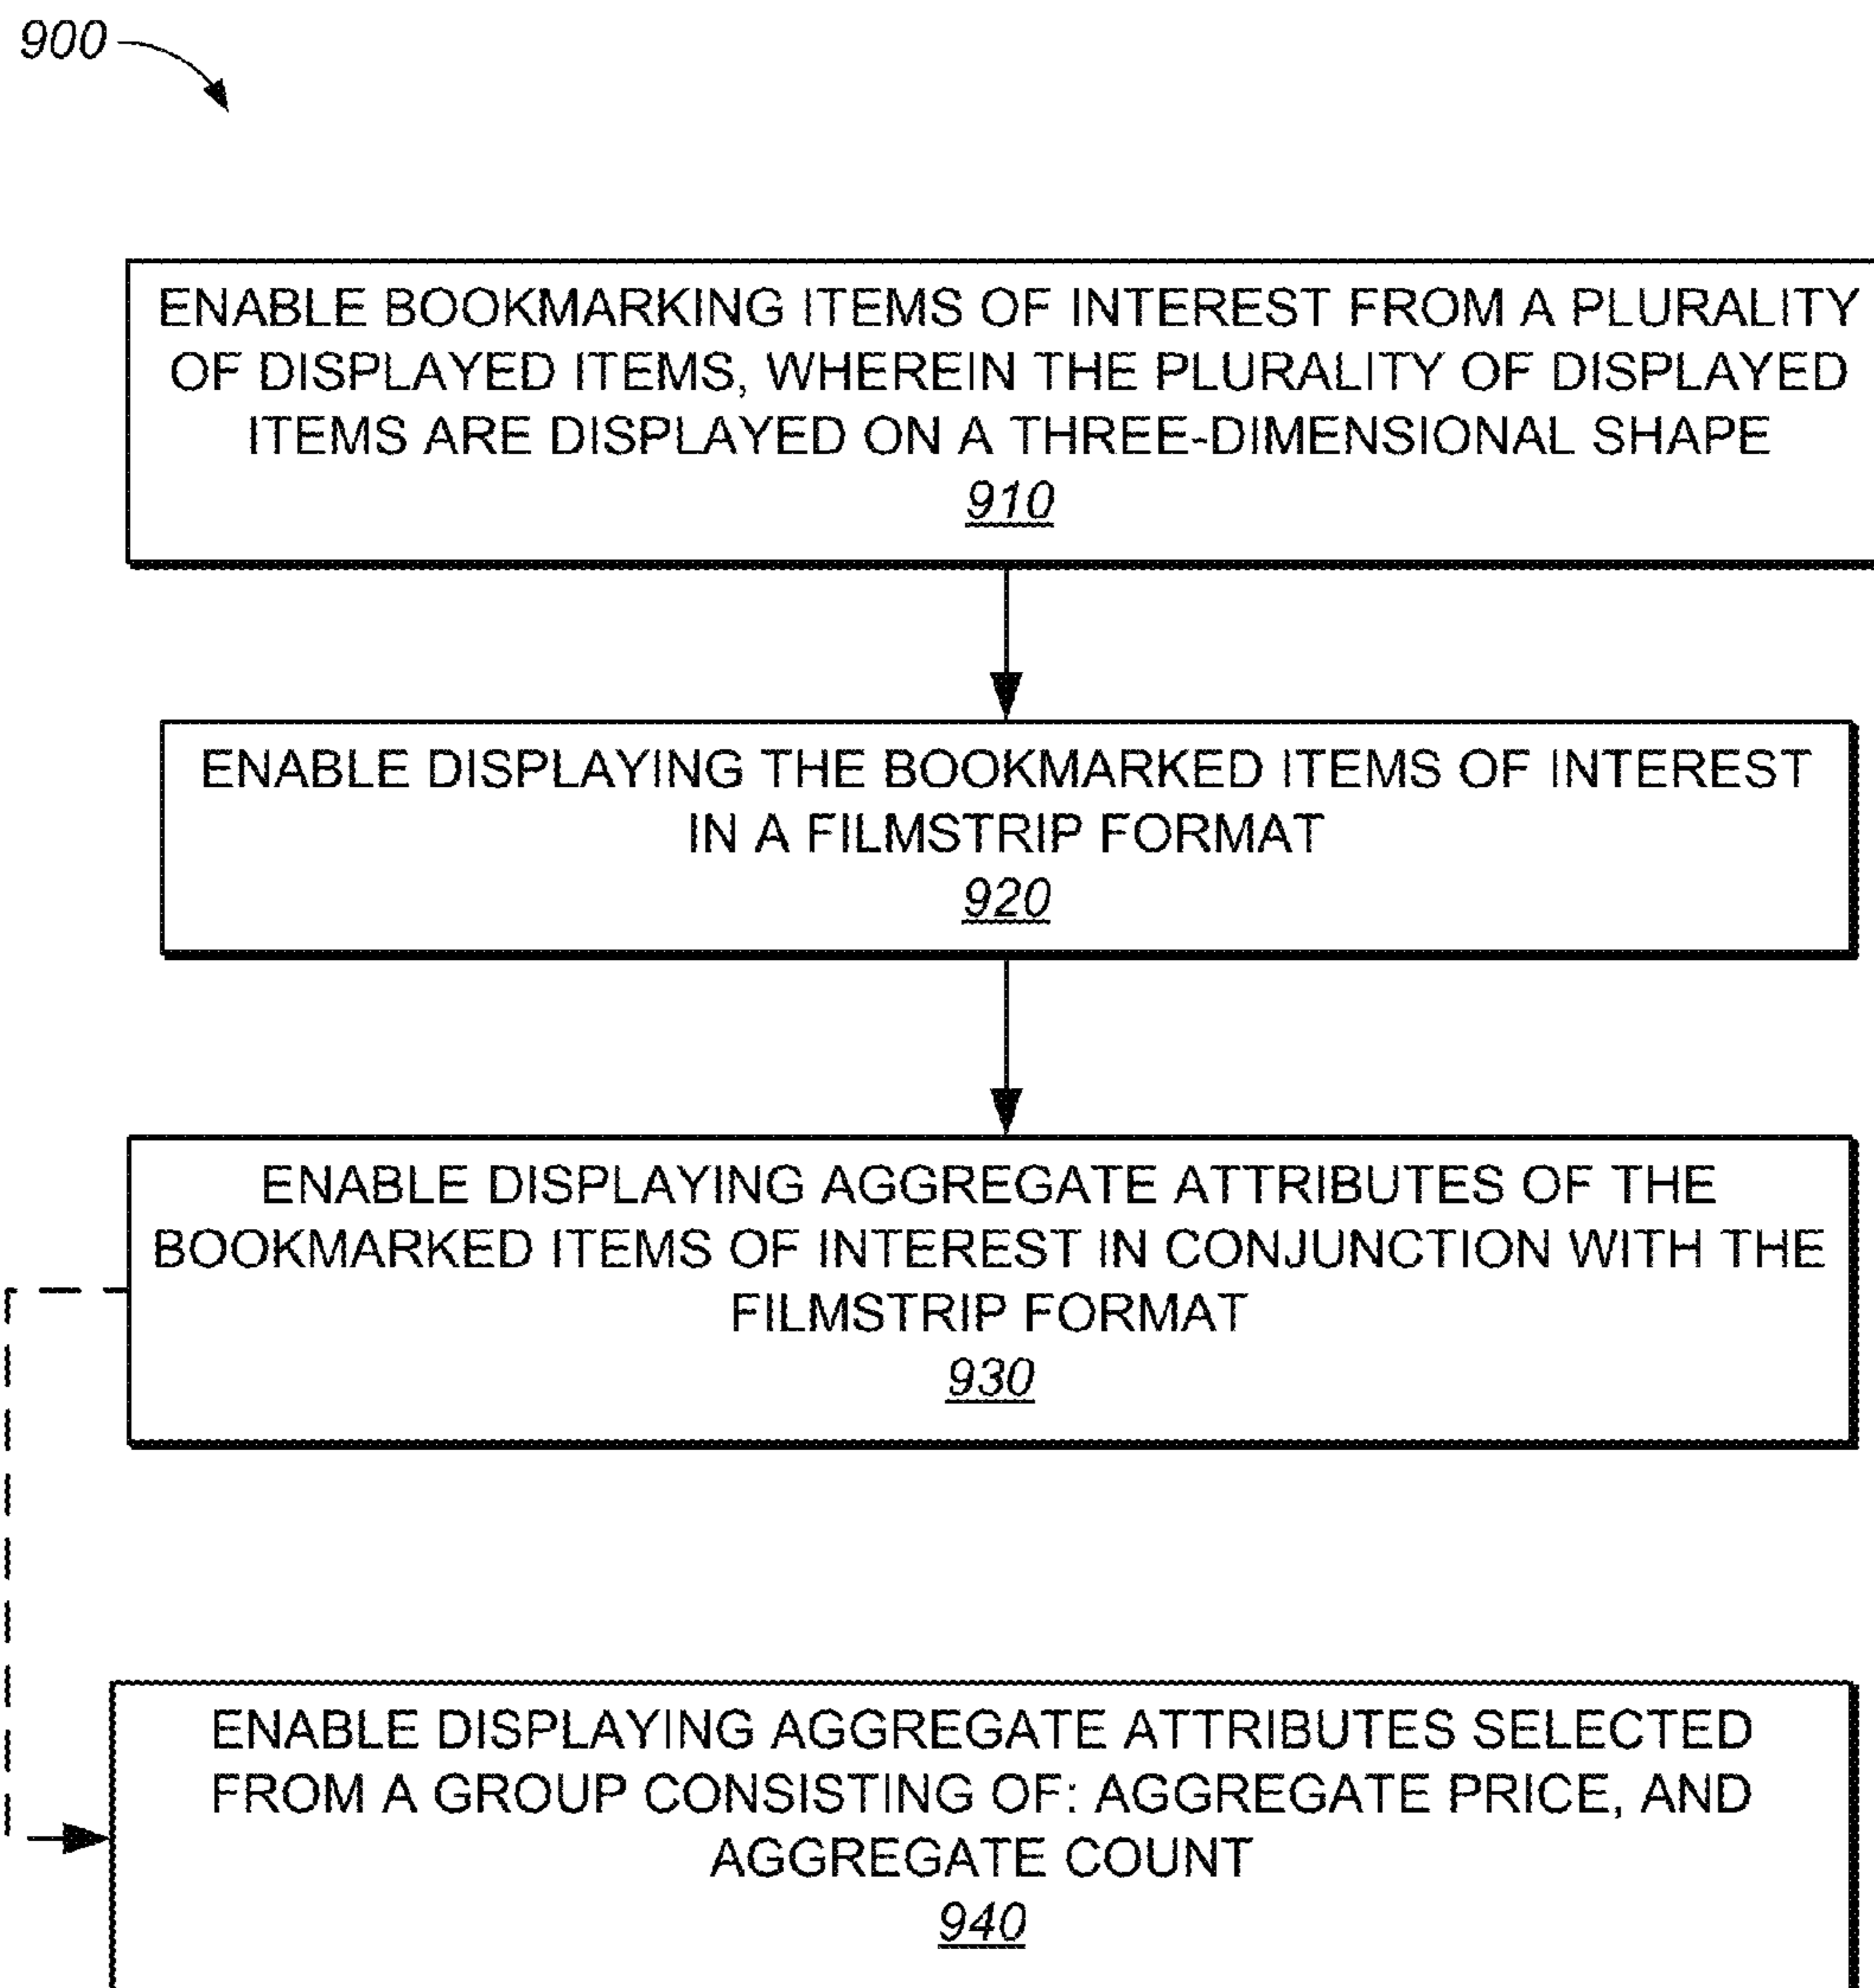 900
ENABLE BOOKMARKING ITEMS OF INTEREST FROM A PLURALITY
OF DISPLAYED ITEMS, WHEREIN THE PLURALITY OF DISPLAYED
ITEMS ARE DISPLAYED ON A THREE-DIMENSIONAL SHAPE
910
ENABLE DISPLAYING THE BOOKMARKED ITEMS OF INTEREST
IN A FILMSTRIP FORMAT
920
ENABLE DISPLAYING AGGREGATE ATTRIBUTES OF THE
BOOKMARKED ITEMS OF INTEREST IN CONJUNCTION WITH THE
FILMSTRIP FORMAT
930
ENABLE DISPLAYING AGGREGATE ATTRIBUTES SELECTED
FROM A GROUP CONSISTING OF: AGGREGATE PRICE, AND
AGGREGATE COUNT
940